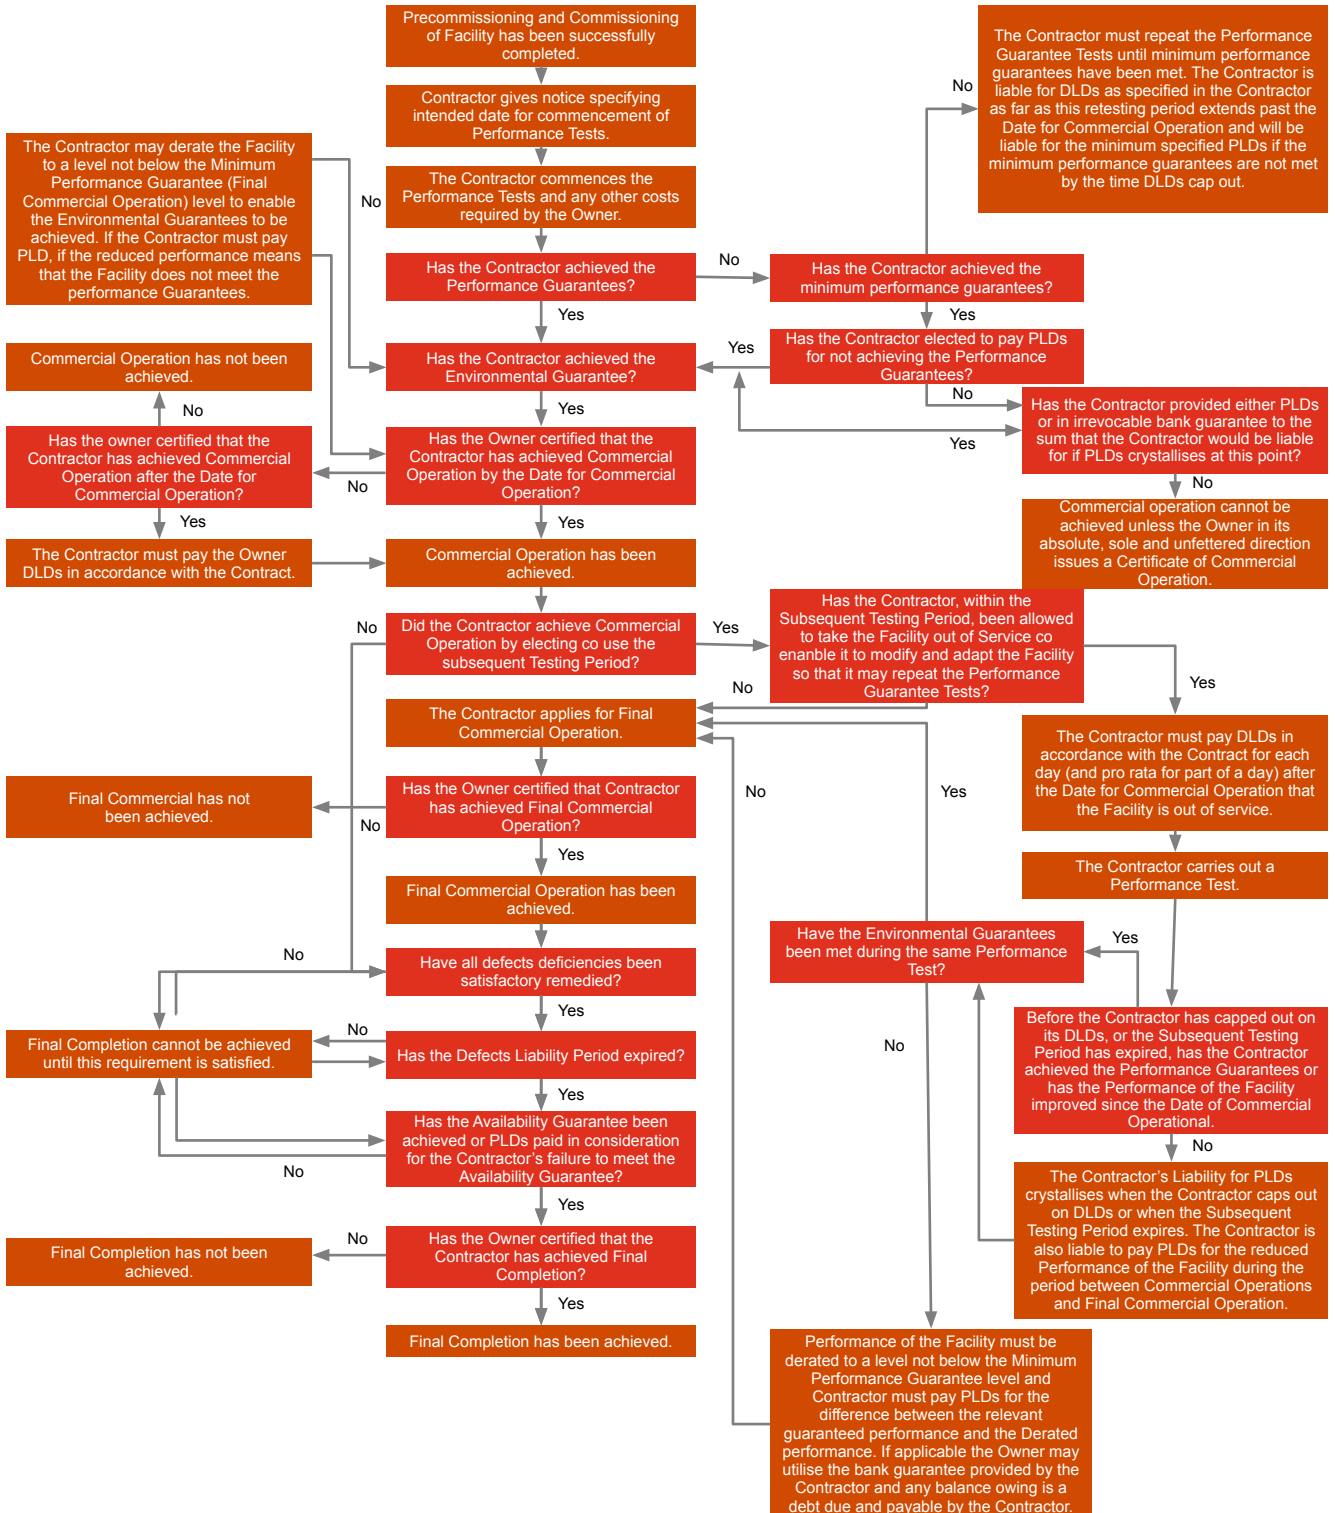 Precommissioning and Commissioning
of Facility has been successfully
completed.
The Contractor must repeat the Performance
Guarantee Tests until minimum performance
guarantees have been met. The Contractor is
liable for DLDs as specified in the Contractor
as far as this retesting period extends past the
Date for Commercial Operation and will be
liable for the minimum specified PLDs if the
minimum performance guarantees are not met
by the time DLDs cap out.
No
Contractor gives notice specifying
intended date for commencement of
Performance Tests.
The Contractor may derate the Facility
to a level not below the Minimum
Performance Guarantee (Final
Commercial Operation) level to enable
the Environmental Guarantees to be
achieved. If the Contractor must pay
PLD, if the reduced performance means
that the Facility does not meet the
performance Guarantees.
No
The Contractor commences the
Performance Tests and any other costs
required by the Owner.
Has the Contractor achieved the
Performance Guarantees?
No
Has the Contractor achieved the
minimum performance guarantees?
Yes
Yes
Commercial Operation has not been
achieved.
Has the Contractor achieved the
Environmental Guarantee?
Yes
Has the Contractor elected to pay PLDs
for not achieving the Performance
Guarantees?
No
No
Yes
Has the owner certified that the
Contractor has achieved Commercial
Operation after the Date for
Commercial Operation?
No
Has the Owner certified that the
Contractor has achieved Commercial
Operation by the Date for Commercial
Operation?
Yes
Has the Contractor provided either PLDs
or in irrevocable bank guarantee to the
sum that the Contractor would be liable
for if PLDs crystallises at this point?
No
Yes
Yes
The Contractor must pay the Owner
DLDs in accordance with the Contract.
Commercial Operation has been
achieved.
Commercial operation cannot be
achieved unless the Owner in its
absolute, sole and unfettered direction
issues a Certificate of Commercial
Operation.
No
Did the Contractor achieve Commercial
Operation by electing co use the
subsequent Testing Period?
Yes
Has the Contractor, within the
Subsequent Testing Period, been allowed
to take the Facility out of Service co
enanble it to modify and adapt the Facility
so that it may repeat the Performance
Guarantee Tests?
Yes
No
The Contractor applies for Final
Commercial Operation.
The Contractor must pay DLDs in
accordance with the Contract for each
day (and pro rata for part of a day) after
the Date for Commercial Operation that
the Facility is out of service.
Final Commercial has not
been achieved.
No
Has the Owner certified that Contractor
has achieved Final Commercial
Operation?
No
Yes
Yes
The Contractor carries out a
Performance Test.
Final Commercial Operation has been
achieved.
Have the Environmental Guarantees
been met during the same Performance
Test?
Yes
No
Have all defects deficiencies been
satisfactory remedied?
Yes
Final Completion cannot be achieved
until this requirement is satisfied.
No
Has the Defects Liability Period expired?
No
Before the Contractor has capped out on
its DLDs, or the Subsequent Testing
Period has expired, has the Contractor
achieved the Performance Guarantees or
has the Performance of the Facility
improved since the Date of Commercial
Operational.
Yes
No
Has the Availability Guarantee been
achieved or PLDs paid in consideration
for the Contractor's failure to meet the
Availability Guarantee?
No
Yes
The Contractor's Liability for PLDs
crystallises when the Contractor caps out
on DLDs or when the Subsequent
Testing Period expires. The Contractor is
also liable to pay PLDs for the reduced
Performance of the Facility during the
period between Commercial Operations
and Final Commercial Operation.
Final Completion has not been
achieved.
No
Has the Owner certified that the
Contractor has achieved Final
Completion?
Yes
Final Completion has been achieved.
Performance of the Facility must be
derated to a level not below the Minimum
Performance Guarantee level and
Contractor must pay PLDs for the
difference between the relevant
guaranteed performance and the Derated
performance. If applicable the Owner may
utilise the bank guarantee provided by the
Contractor and any balance owing is a
debt due and payable by the Contractor.